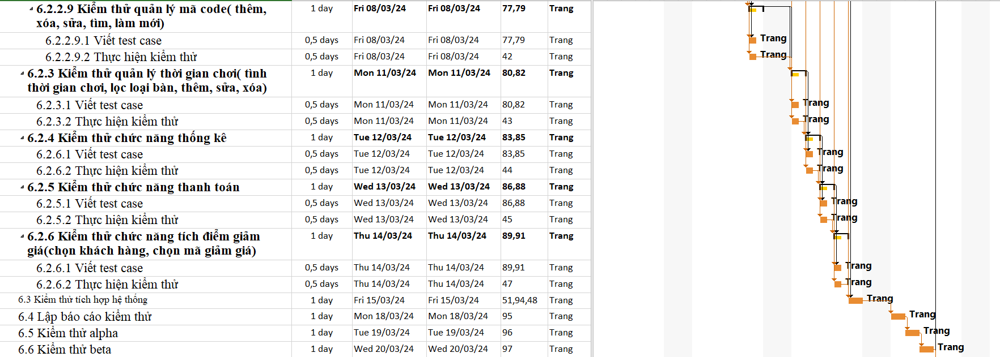 6.2.2.9 Kiểm thử quản lý mã code( thêm, 1 day Fri 08/03/24 Fri 08/03/24 77,79 Trang
xóa, sửa, tìm, làm mới)
6.2.2.9.1 Viết test case 0,5 days Fri 08/03/24 Fri 08/03/24 77,79 Trang Trang
6.2.2.9.2 Thực hiện kiểm thử 0,5 days Fri 08/03/24 Fri 08/03/24 42 Trang Trang
6.2.3 Kiểm thử quản lý thời gian chơi( tình 1 day Mon 11/03/24 Mon 11/03/24 80,82 Trang
thời gian chơi, lọc loại bàn, thêm, sửa, xóa)
6.2.3.1 Viết test case 0,5 days Mon 11/03/24 Mon 11/03/24 80,82 Trang Trang
6.2.3.2 Thực hiện kiểm thử 0,5 days Mon 11/03/24 Mon 11/03/24 43 Trang Trang
6.2.4 Kiểm thử chức năng thống kê 1 day Tue 12/03/24 Tue 12/03/24 83,85 Trang
6.2.6.1 Viết test case 0,5 days Tue 12/03/24 Tue 12/03/24 83,85 Trang Trang
6.2.6.2 Thực hiện kiểm thử 0,5 days Tue 12/03/24 Tue 12/03/24 44 Trang Trang
6.2.5 Kiểm thử chức năng thanh toán 1 day Wed 13/03/24 Wed 13/03/24 86,88 Trang
6.2.5.1 Viết test case 0,5 days Wed 13/03/24 Wed 13/03/24 86,88 Trang Trang
6.2.5.2 Thực hiện kiểm thử 0,5 days Wed 13/03/24 Wed 13/03/24 45 Trang Trang
6.2.6 Kiểm thử chức năng tích điểm giảm 1 day Thu 14/03/24 Thu 14/03/24 89,91 Trang
giá(chọn khách hàng, chọn mã giảm giá)
6.2.6.1 Viết test case 0,5 days Thu 14/03/24 Thu 14/03/24 89,91 Trang Trang
6.2.6.2 Thực hiện kiểm thử 0,5 days Thu 14/03/24 Thu 14/03/24 47 Trang Trang
6.3 Kiểm thử tích hợp hệ thống 1 day Fri 15/03/24 Fri 15/03/24 51,94,48 Trang Trang
6.4 Lập báo cáo kiểm thử 1 day Mon 18/03/24 Mon 18/03/24 95 Trang Trang
6.5 Kiểm thử alpha 1 day Tue 19/03/24 Tue 19/03/24 96 Trang Trang
6.6 Kiểm thử beta 1 day Wed 20/03/24 Wed 20/03/24 97 Trang Trang